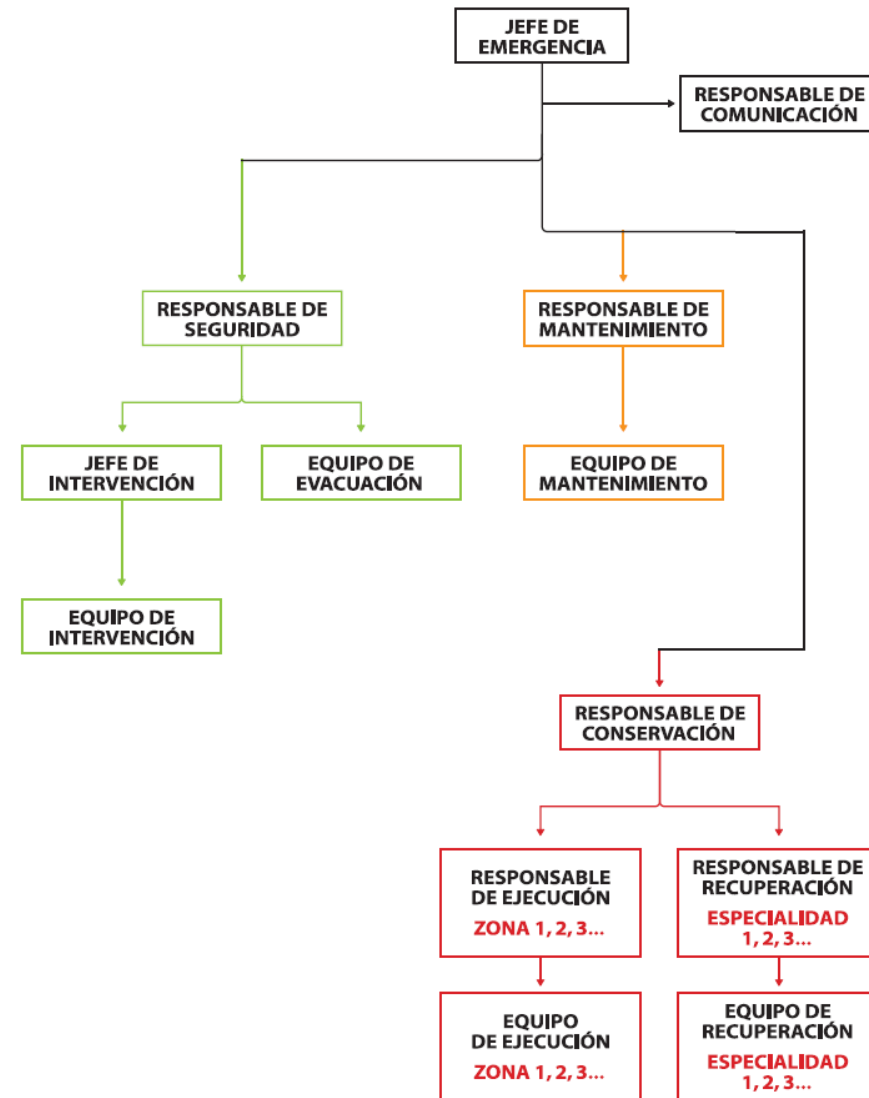 JEFE DE
EMERGENCIA
RESPONSABLE DE
COMUNICACIÓN
RESPONSABLE DE
SEGURIDAD
RESPONSABLE DE
MANTENIMIENTO
JEFE DE
INTERVENCIÓN
EQUIPO DE
EVACUACIÓN
EQUIPO DE
MANTENIMIENTO
EQUIPO DE
INTERVENCIÓN
RESPONSABLE DE
CONSERVACIÓN
RESPONSABLE
DE EJECUCIÓN
ZONA 1, 2, 3...
RESPONSABLE DE
RECUPERACIÓN
ESPECIALIDAD
1, 2, 3...
EQUIPO
DE EJECUCIÓN
ZONA 1, 2, 3...
EQUIPO DE
RECUPERACIÓN
ESPECIALIDAD
1, 2, 3...